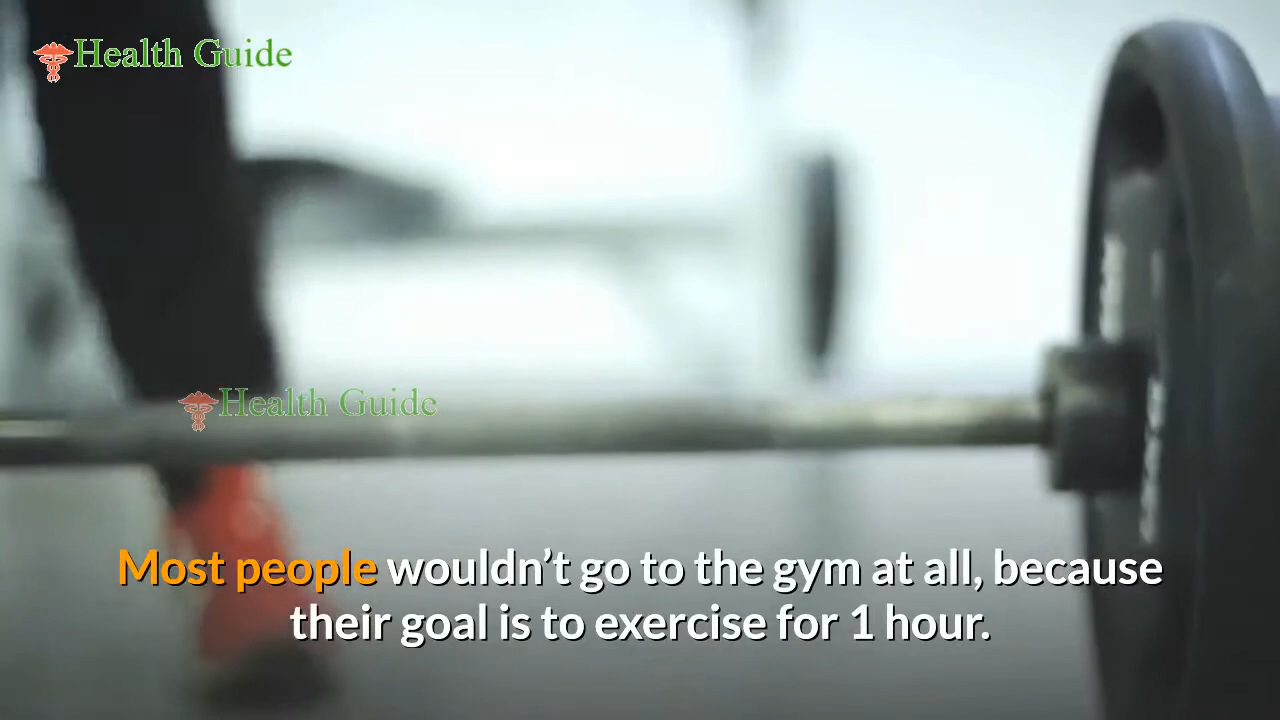 Health Guide
Health Guide
Most people wouldn’t go to the gym at all, because
their goal is to exercise for 1 hour.